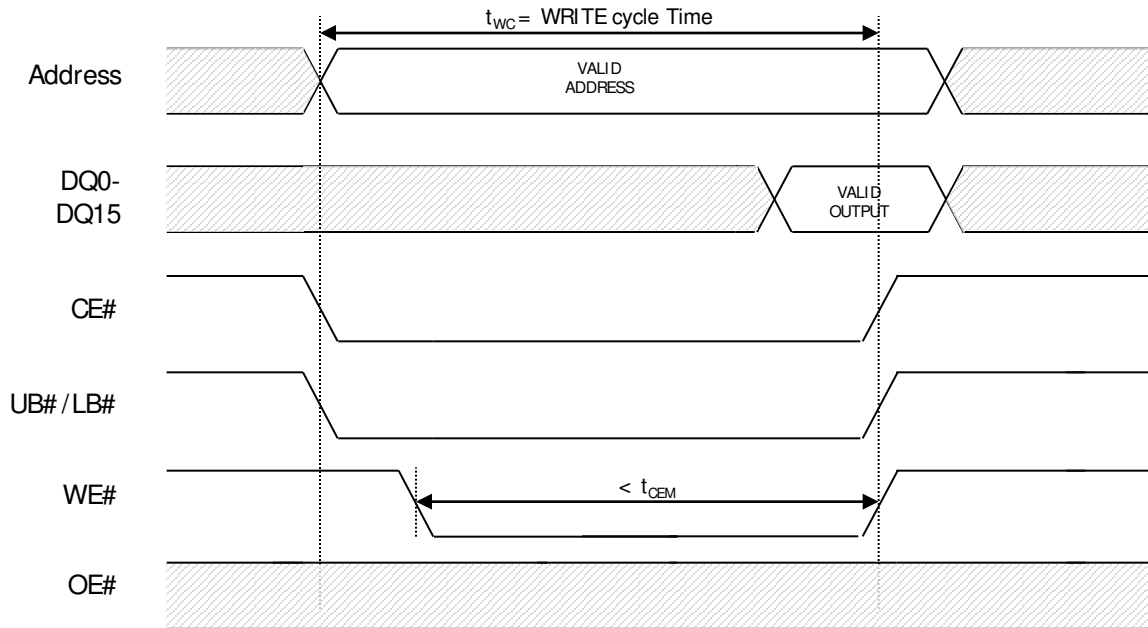 tWC = WRITE cycle Time
Address
VALID
ADDRESS
DQ0-
DQ15
VALID
OUTPUT
CE#
UB# / LB#
WE#
< tCEM
OE#